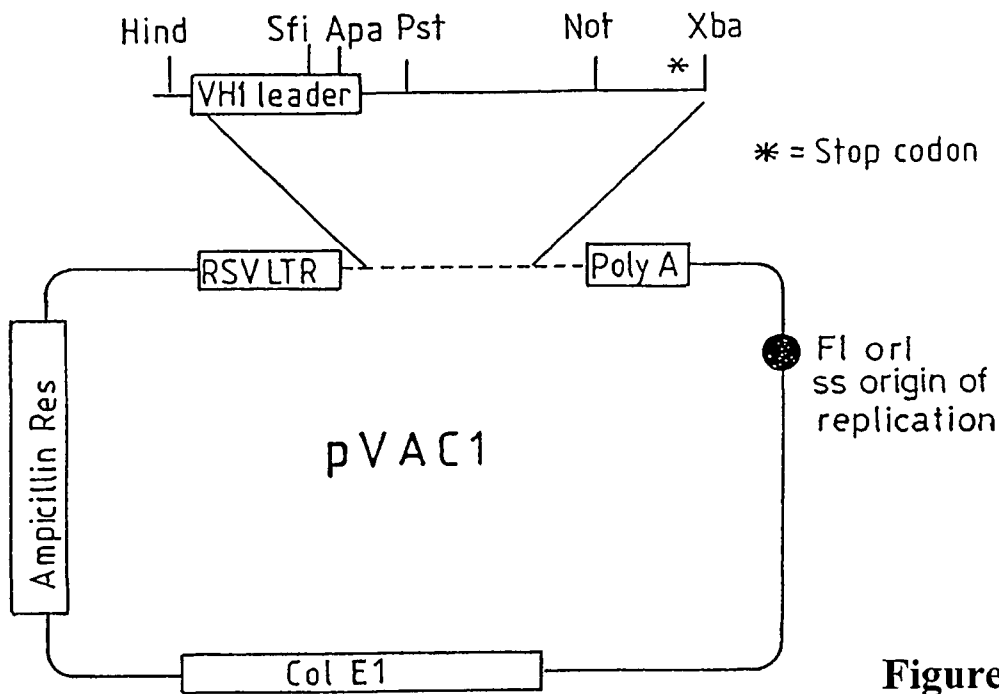 Hind Sfi Apa Pst Not Xba
*
VH1 leader
* = Stop codon
RSV LTR
Poly A
Ampicillin Res
F1 orI
ss origin of
replication
pVAC1
Col E1
Figure